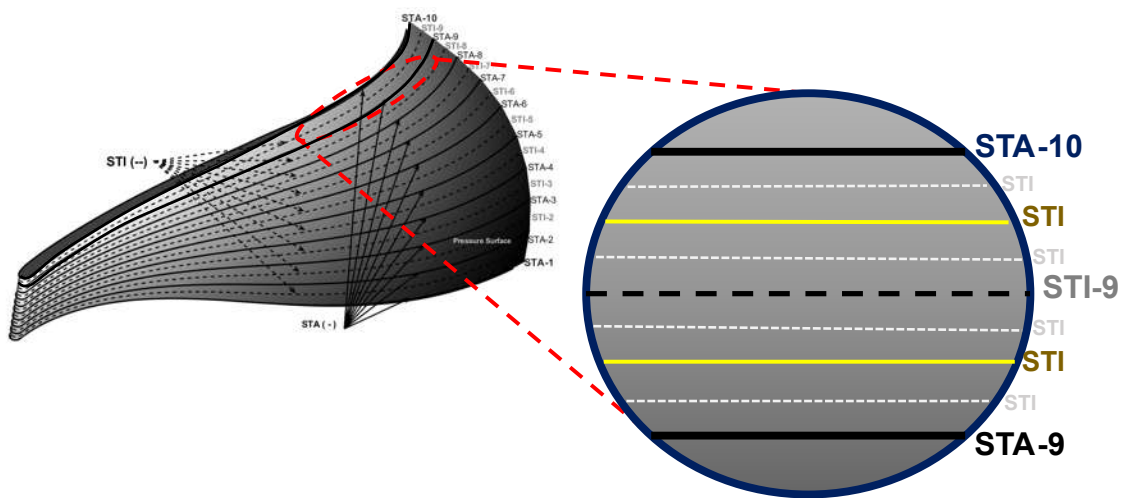 STA-10
STI-9
STA-9
STI-8
STA-8
STI-7
STA-7
STI-6
STA-6
STI-5
STA-5
STI-4
STA-4
STI-3
STA-3
STI-2
STA-2
STA-1
Pressure Surface
STI (--)
STA ( - )
STA-10
STI
STI
STI
STI-9
STI
STI
STI
STA-9